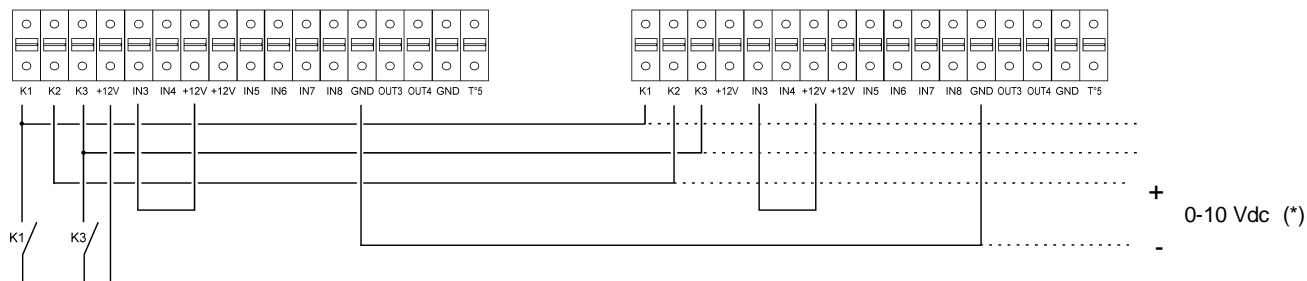 K1 K2 K3 +12V IN3 IN4 +12V +12V IN5 IN6 IN7 IN8 GND OUT3 OUT4 GND T°5
K1 K2 K3 +12V IN3 IN4 +12V +12V IN5 IN6 IN7 IN8 GND OUT3 OUT4 GND T°5
+
0-10 Vdc (*)
-
K1
K3